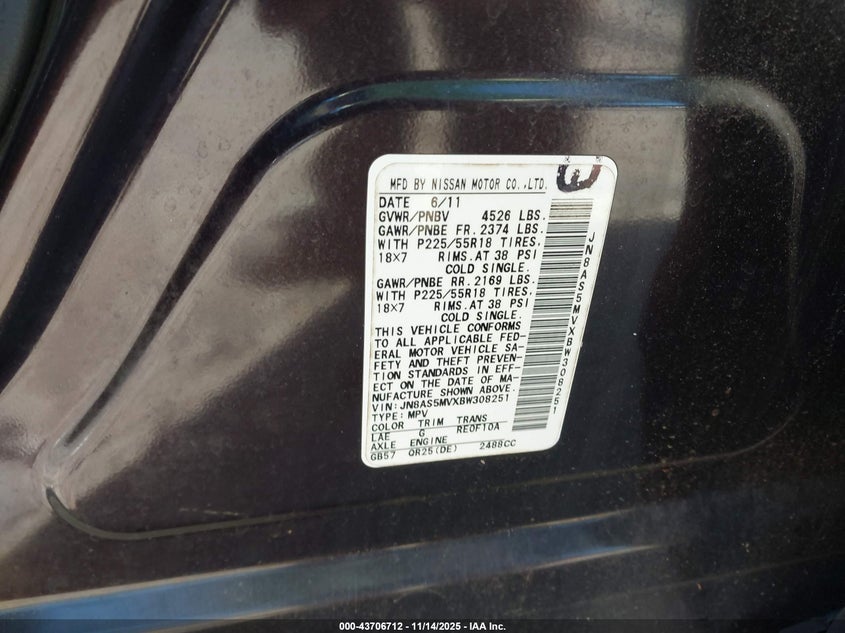 MFD BY NISSAN MOTOR CO.,LTD.
DATE 6/11
GVWR/PNBV 4526 LBS.
GAWR/PNBE FR. 2374 LBS.
WITH P225/55R18 TIRES,
18X7 RIMS.AT 38 PSI
COLD SINGLE.
GAWR/PNBE RR. 2169 LBS.
WITH P225/55R18 TIRES,
18X7 RIMS.AT 38 PSI
COLD SINGLE.
THIS VEHICLE CONFORMS
TO ALL APPLICABLE FED-
ERAL MOTOR VEHICLE SA-
FETY AND THEFT PREVEN-
TION STANDARDS IN EFF-
ECT ON THE DATE OF MA-
NUFACTURE SHOWN ABOVE.
VIN:JN8AS5MVXBW308251
TYPE:MPV
COLOR TRIM TRANS
LAE G RE0F10A
AXLE ENGINE
GB57 QR25(DE) 2488CC
JN8AS5MVXBW308251
000-43706712 - 11/14/2025 - IAA Inc.